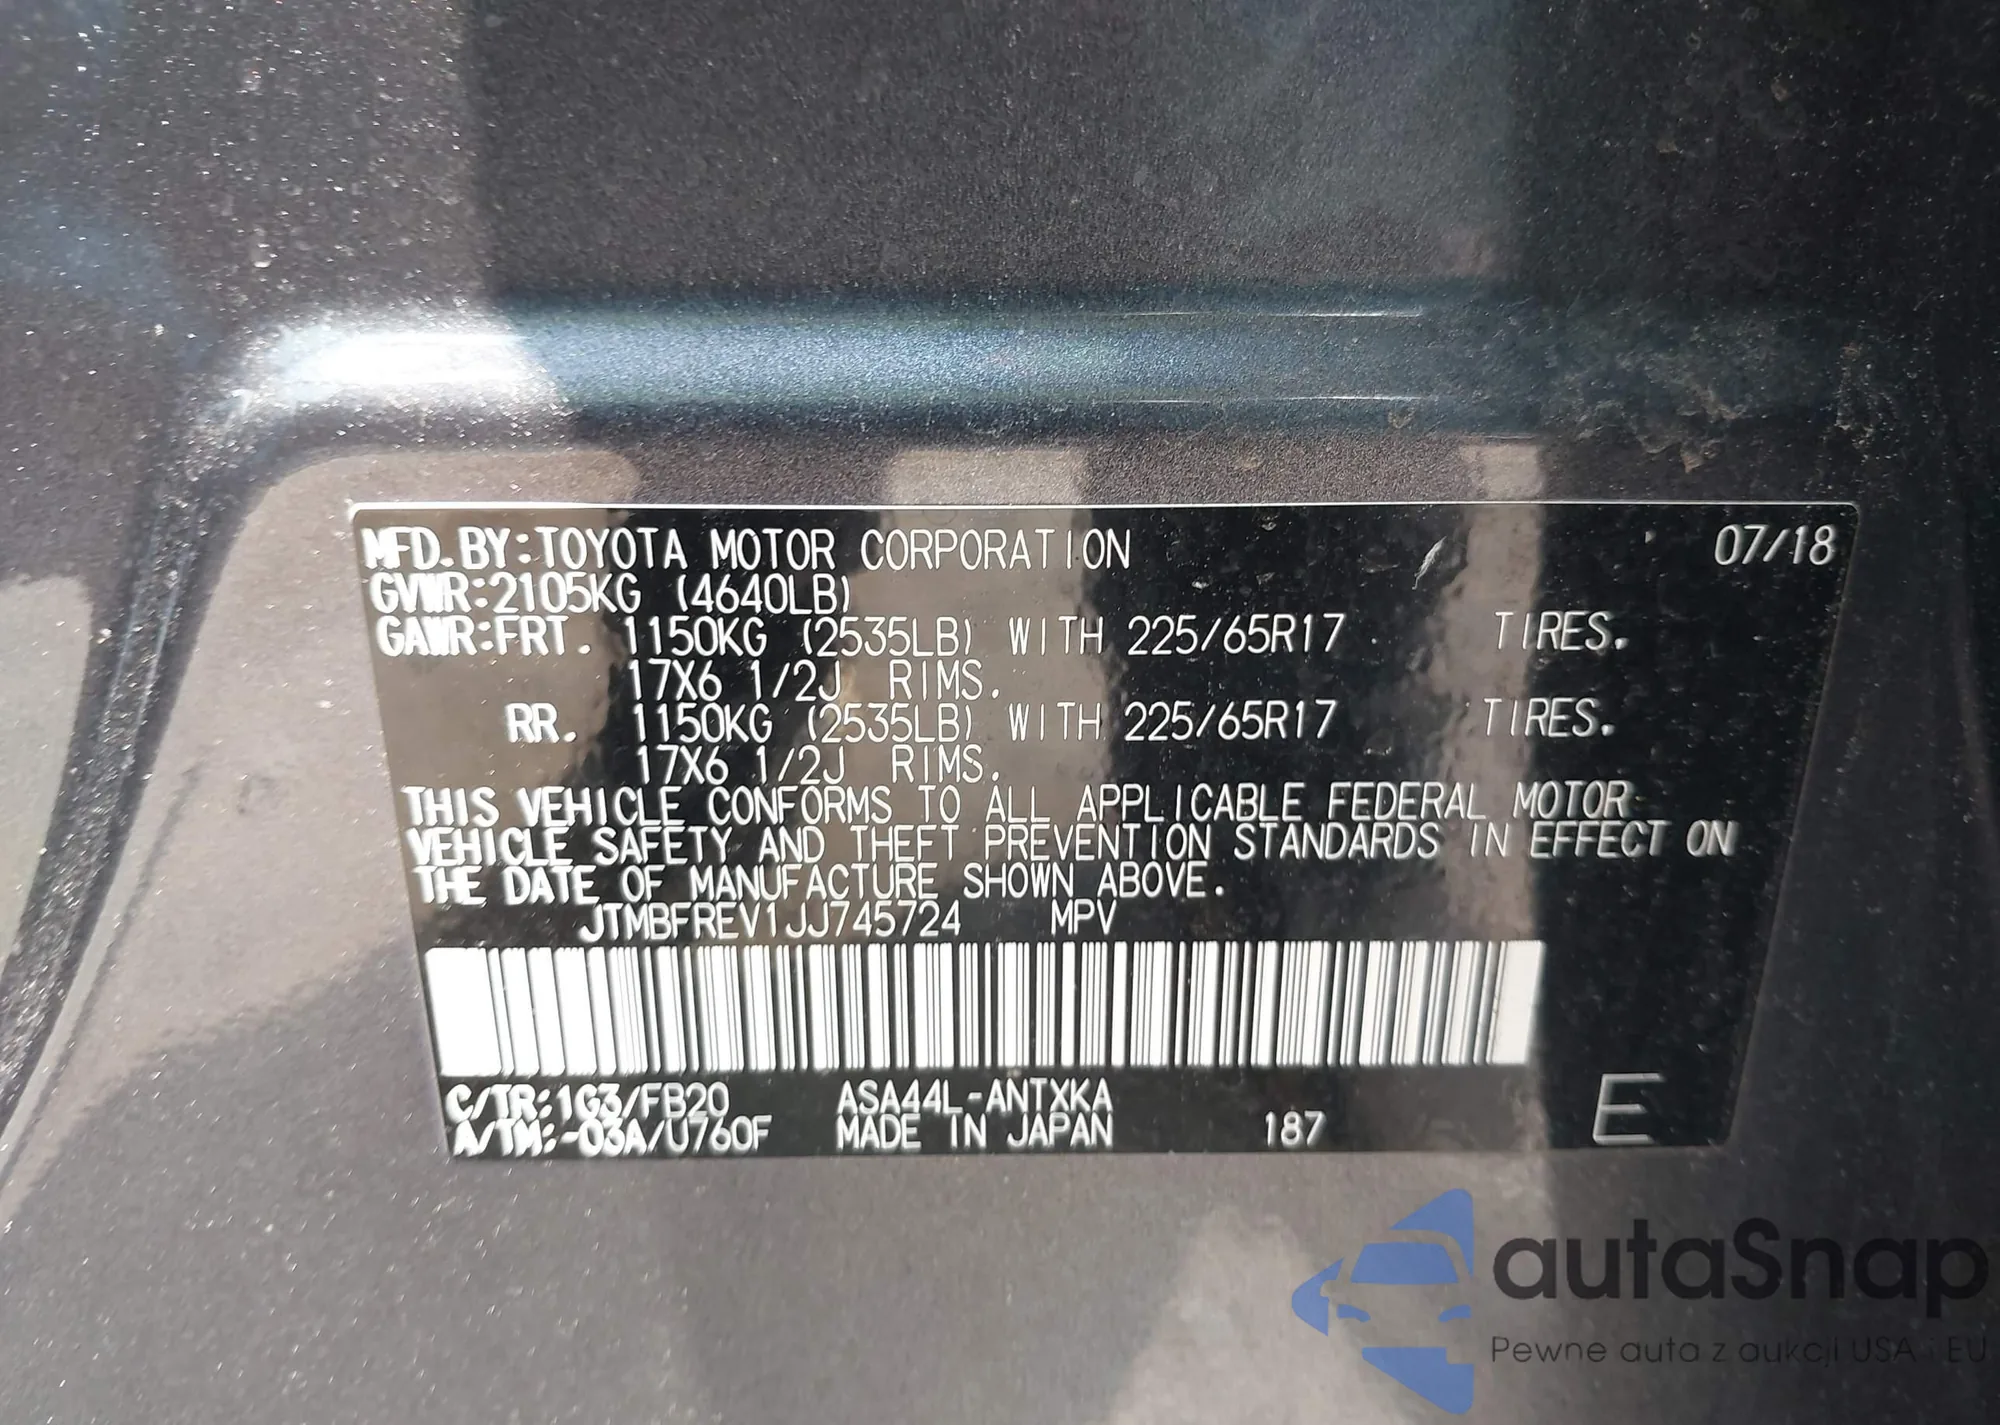 MFD.BY:TOYOTA MOTOR CORPORATION 07/18
GVWR:2105KG (4640LB)
GAWR:FRT. 1150KG (2535LB) WITH 225/65R17 TIRES.
17X6 1/2J RIMS.
RR. 1150KG (2535LB) WITH 225/65R17 TIRES.
17X6 1/2J RIMS.
THIS VEHICLE CONFORMS TO ALL APPLICABLE FEDERAL MOTOR
VEHICLE SAFETY AND THEFT PREVENTION STANDARDS IN EFFECT ON
THE DATE OF MANUFACTURE SHOWN ABOVE.
JTMBFREV1JJ745724 MPV
C/TR:1G3/FB20 ASA44L-ANTXKA
A/TM:-03A/U760F MADE IN JAPAN 187 E
autaSnap
Pewne auta z aukcji USA i EU